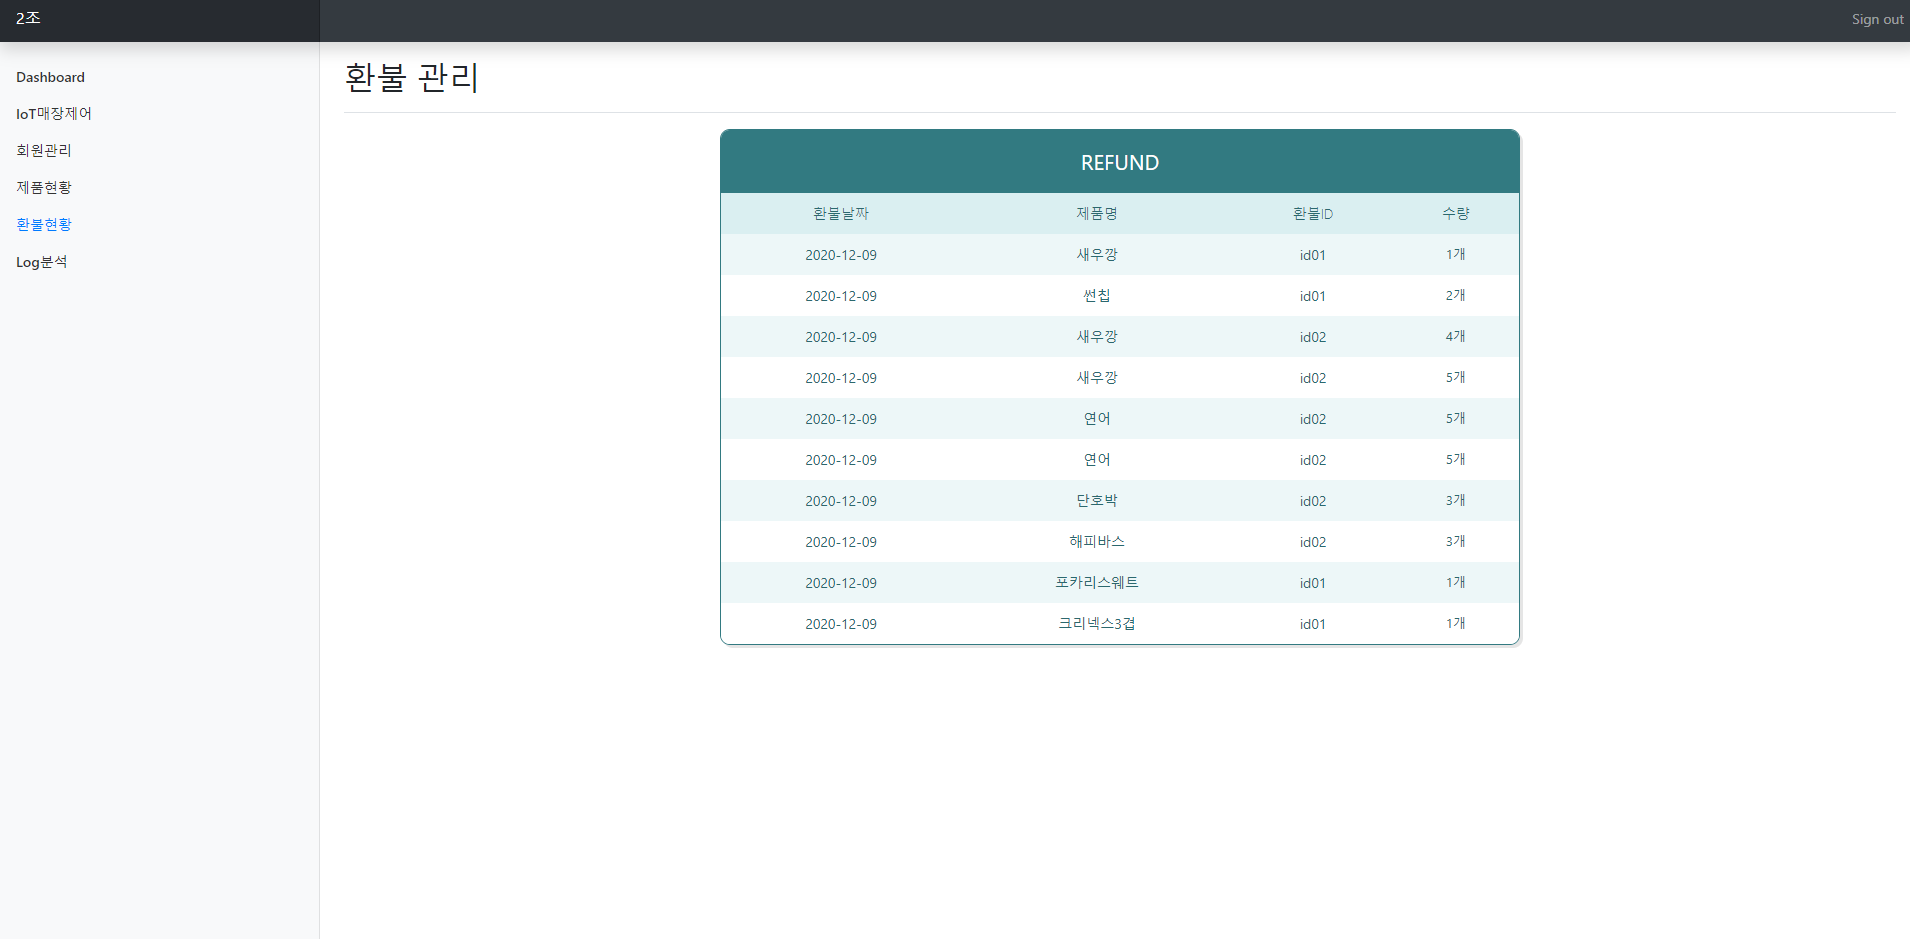 2조
Sign out
Dashboard
IoT매장제어
회원관리
제품현황
환불현황
Log분석
환불 관리
REFUND
환불날짜 제품명 환불ID 수량
2020-12-09 새우깡 id01 1개
2020-12-09 썬칩 id01 2개
2020-12-09 새우깡 id02 4개
2020-12-09 새우깡 id02 5개
2020-12-09 연어 id02 5개
2020-12-09 연어 id02 5개
2020-12-09 단호박 id02 3개
2020-12-09 해피바스 id02 3개
2020-12-09 포카리스웨트 id01 1개
2020-12-09 크리넥스3겹 id01 1개